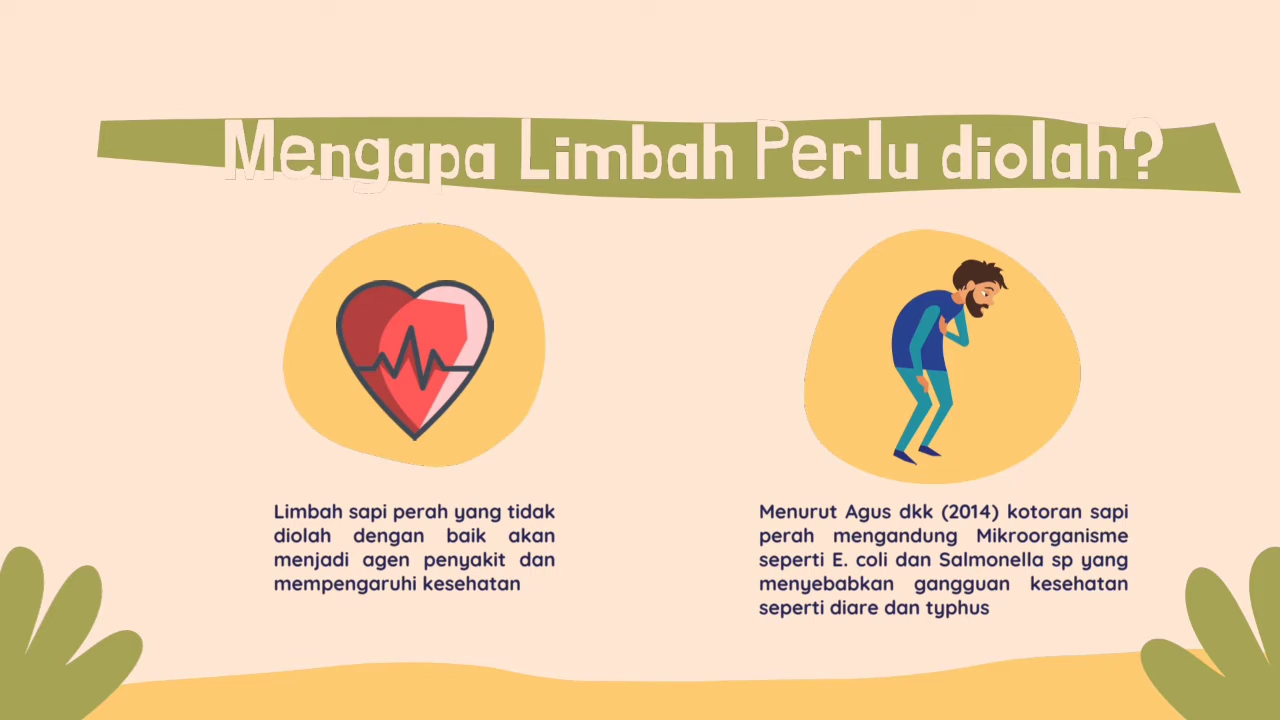 Mengapa Limbah Perlu diolah?
Limbah sapi perah yang tidak
diolah dengan baik akan
menjadi agen penyakit dan
mempengaruhi kesehatan
Menurut Agus dkk (2014) kotoran sapi
perah mengandung Mikroorganisme
seperti E. coli dan Salmonella sp yang
menyebabkan gangguan kesehatan
seperti diare dan typhus